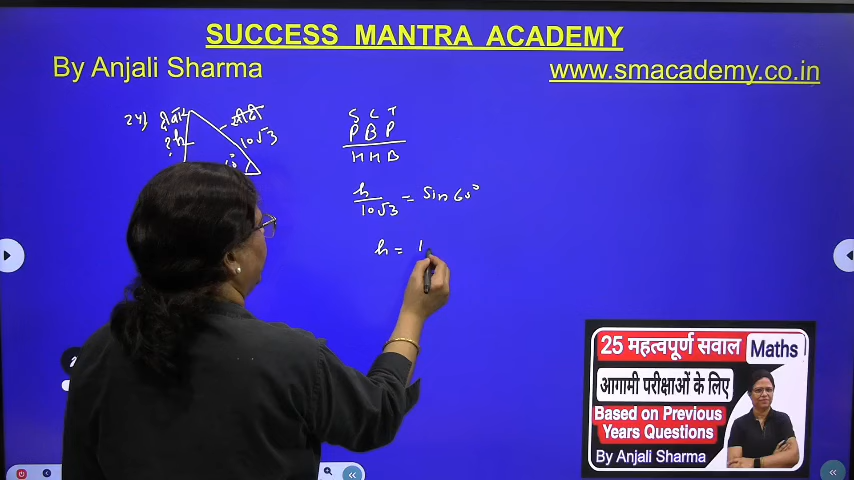 SUCCESS MANTRA ACADEMY
By Anjali Sharma
www.smacademy.co.in
24) दीवार सीढ़ी
? h 10√3
S C T
P B P
H H B
h/10√3 = Sin 60°
h = 1
25 महत्वपूर्ण सवाल Maths
आगामी परीक्षाओं के लिए
Based on Previous
Years Questions
By Anjali Sharma